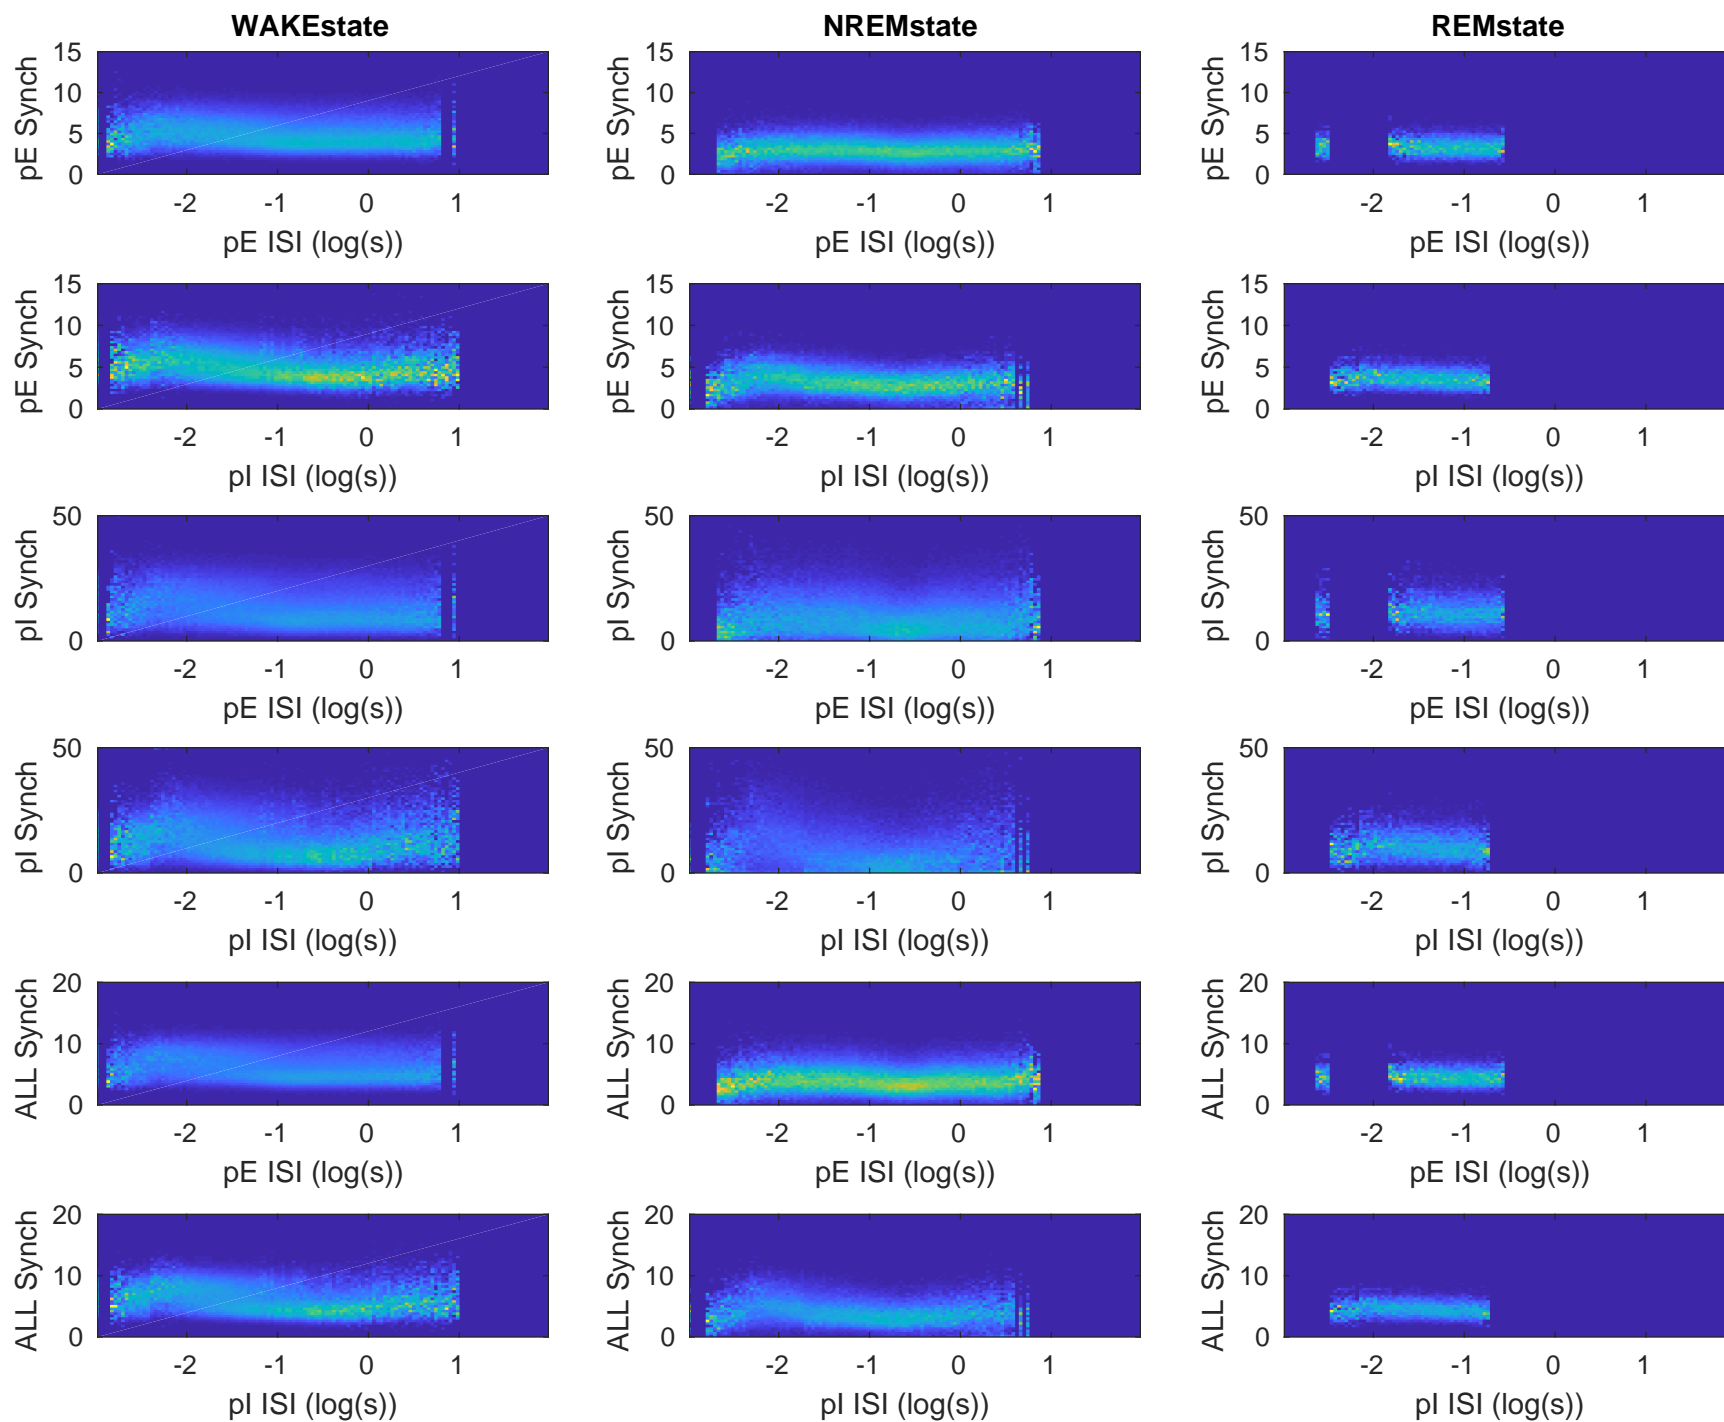 WAKEstate NREMstate REMstate
15 15 15
10 10 10
5 5 5
0 0 0
pE Synch pE Synch pE Synch
-2 -1 0 1 -2 -1 0 1 -2 -1 0 1
pE ISI (log(s)) pE ISI (log(s)) pE ISI (log(s))
15 15 15
10 10 10
5 5 5
0 0 0
pE Synch pE Synch pE Synch
-2 -1 0 1 -2 -1 0 1 -2 -1 0 1
pI ISI (log(s)) pI ISI (log(s)) pI ISI (log(s))
50 50 50
0 0 0
pI Synch pI Synch pI Synch
-2 -1 0 1 -2 -1 0 1 -2 -1 0 1
pE ISI (log(s)) pE ISI (log(s)) pE ISI (log(s))
50 50 50
0 0 0
pI Synch pI Synch pI Synch
-2 -1 0 1 -2 -1 0 1 -2 -1 0 1
pI ISI (log(s)) pI ISI (log(s)) pI ISI (log(s))
20 20 20
10 10 10
0 0 0
ALL Synch ALL Synch ALL Synch
-2 -1 0 1 -2 -1 0 1 -2 -1 0 1
pE ISI (log(s)) pE ISI (log(s)) pE ISI (log(s))
20 20 20
10 10 10
0 0 0
ALL Synch ALL Synch ALL Synch
-2 -1 0 1 -2 -1 0 1 -2 -1 0 1
pI ISI (log(s)) pI ISI (log(s)) pI ISI (log(s))